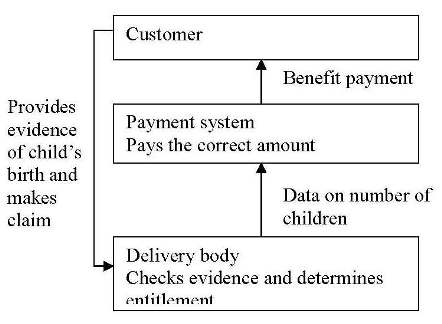 Customer
Benefit payment
Provides
evidence
of child's
birth and
makes
claim
Payment system
Pays the correct amount
Data on number of
children
Delivery body
Checks evidence and determines
entitlement